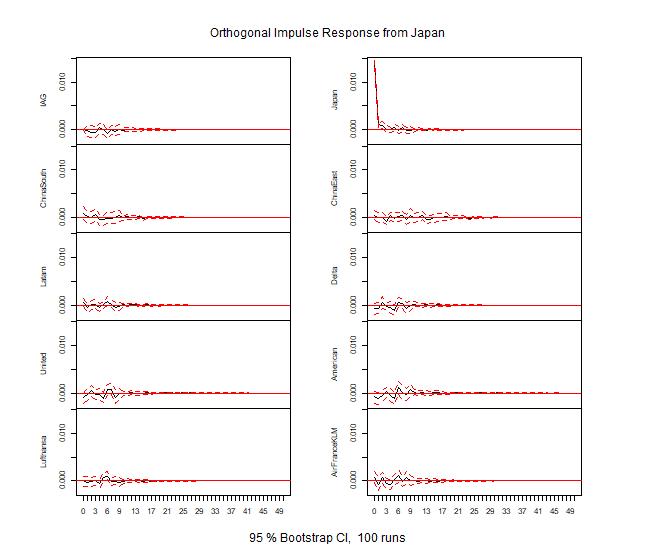 Orthogonal Impulse Response from Japan
IAG
0.000 0.010
Japan
0.000 0.010
ChinaSouth
0.000 0.010
ChinaEast
0.000 0.010
Latam
0.000 0.010
Delta
0.000 0.010
United
0.000 0.010
American
0.000 0.010
Lufthansa
0.000 0.010
AirFranceKLM
0.000 0.010
0 3 6 9 13 17 21 25 29 33 37 41 45 49
0 3 6 9 13 17 21 25 29 33 37 41 45 49
95 % Bootstrap CI, 100 runs